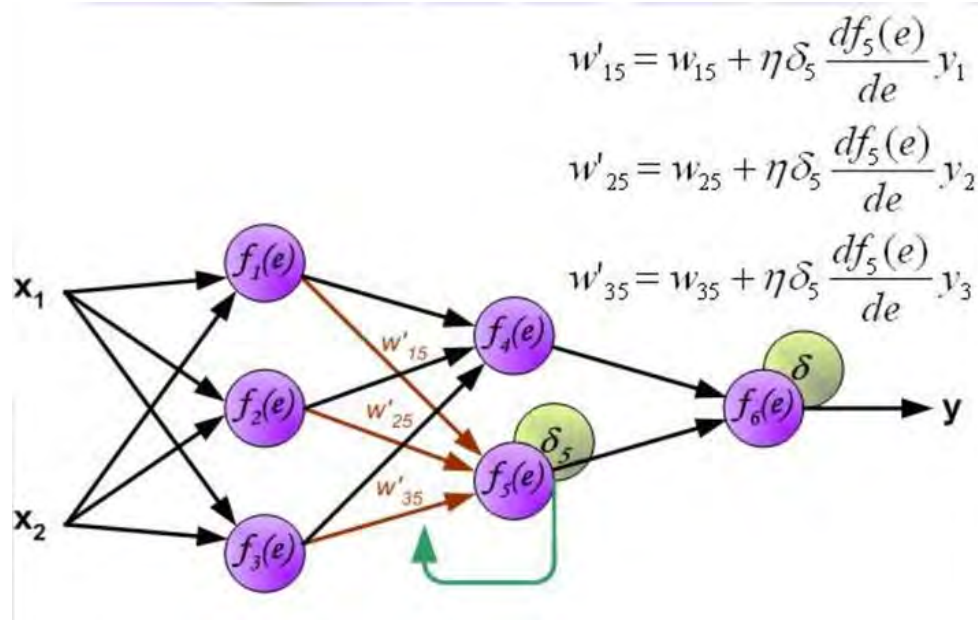 w'₁₅ = w₁₅ + ηδ₅ df₅(e)/de y₁
w'₂₅ = w₂₅ + ηδ₅ df₅(e)/de y₂
w'₃₅ = w₃₅ + ηδ₅ df₅(e)/de y₃
x₁
x₂
f₁(e)
f₂(e)
f₃(e)
w'₁₅
w'₂₅
w'₃₅
f₄(e)
f₅(e)
δ₅
f₆(e)
δ
y